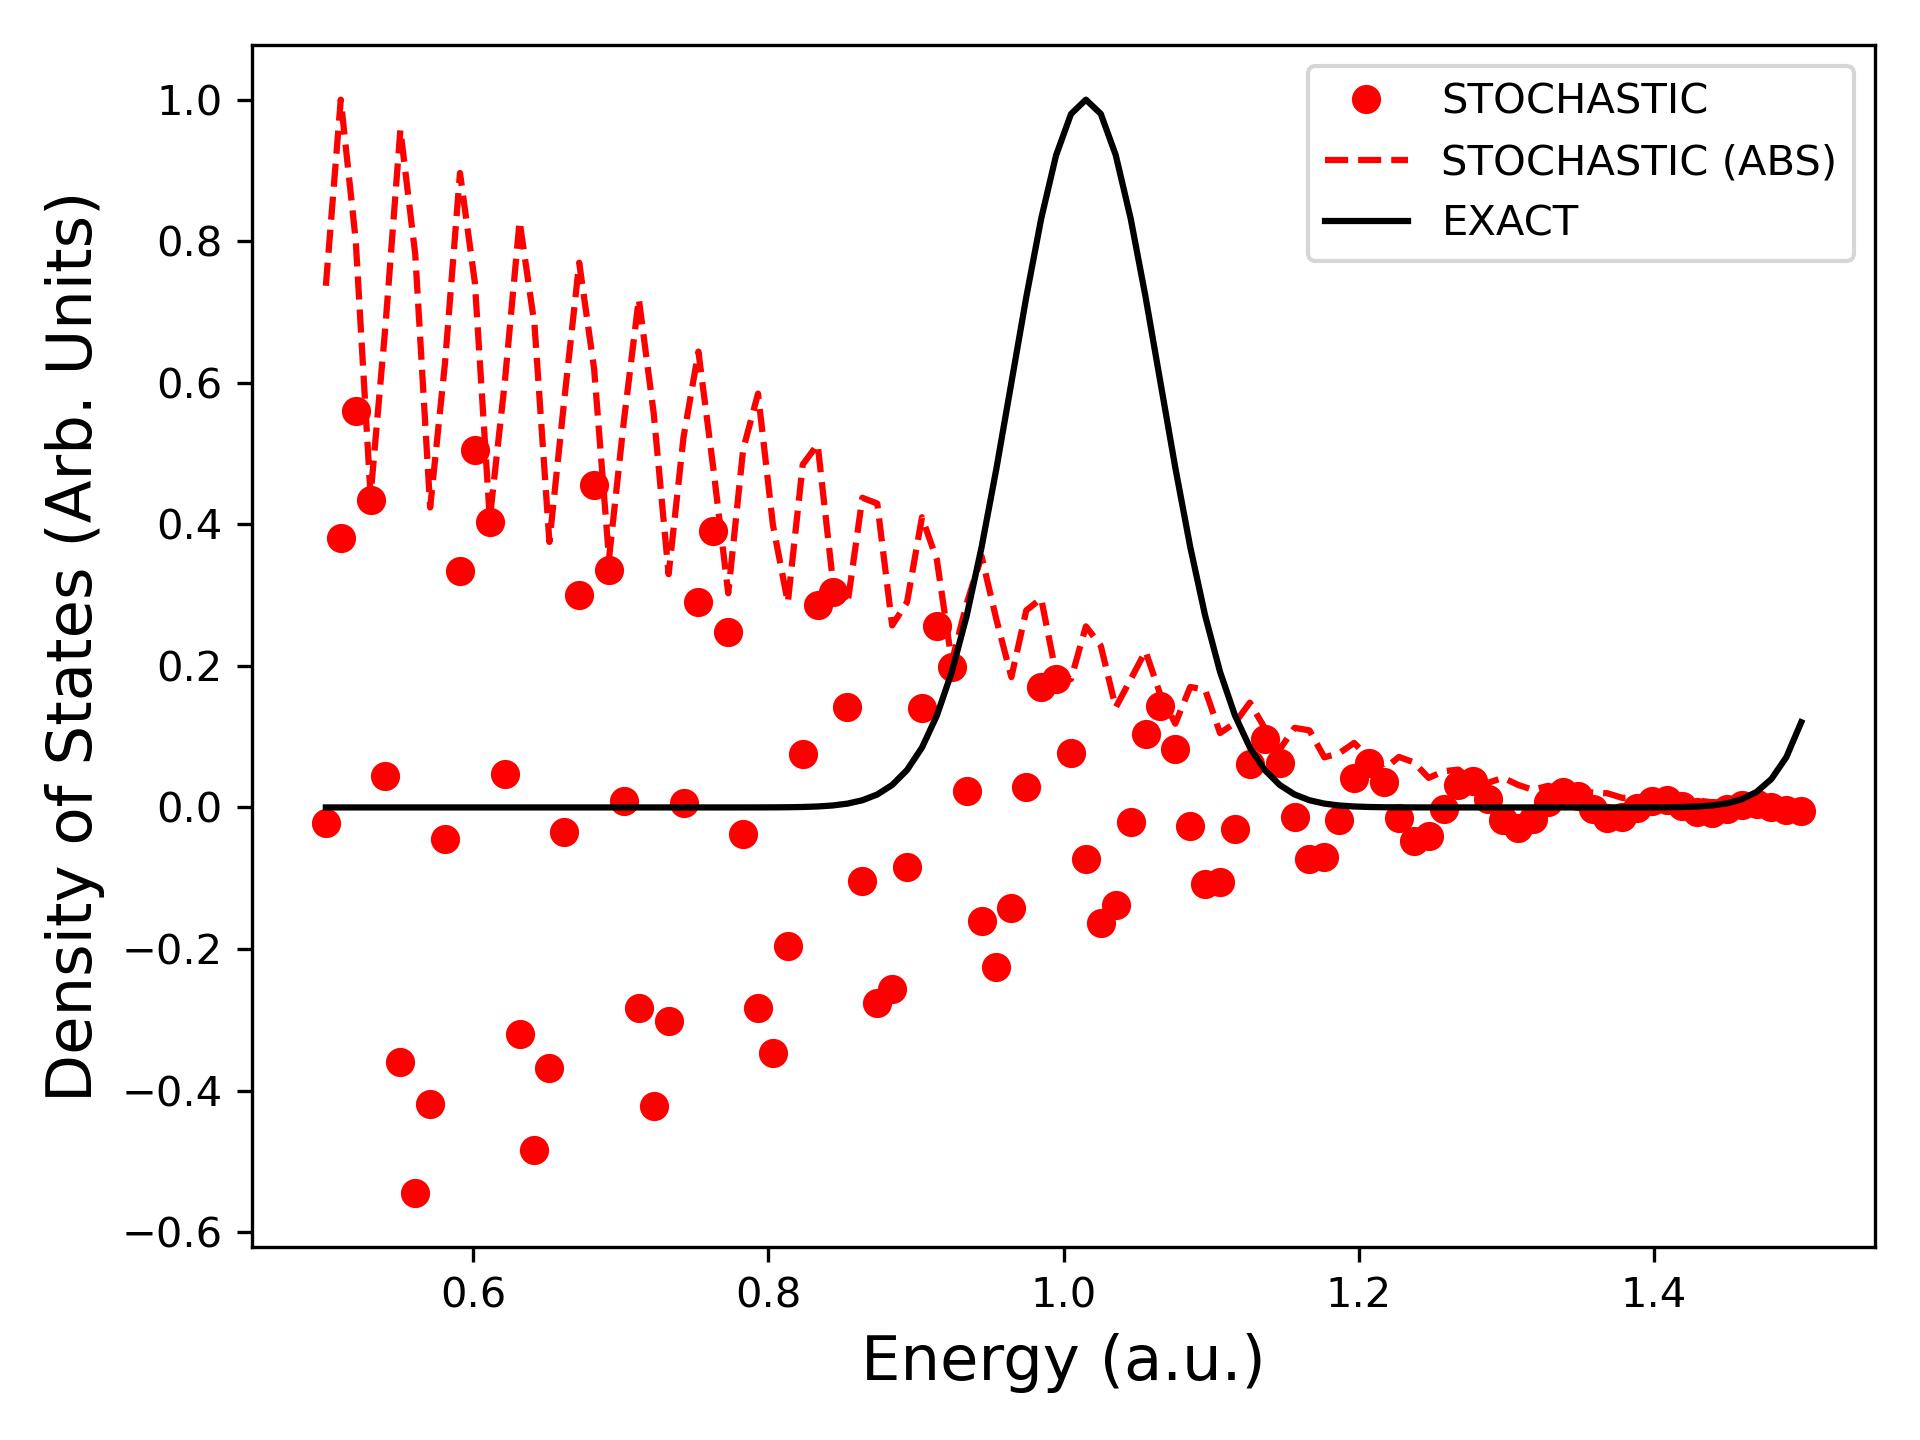 STOCHASTIC
STOCHASTIC (ABS)
EXACT
Density of States (Arb. Units)
1.0
0.8
0.6
0.4
0.2
0.0
−0.2
−0.4
−0.6
0.6 0.8 1.0 1.2 1.4
Energy (a.u.)